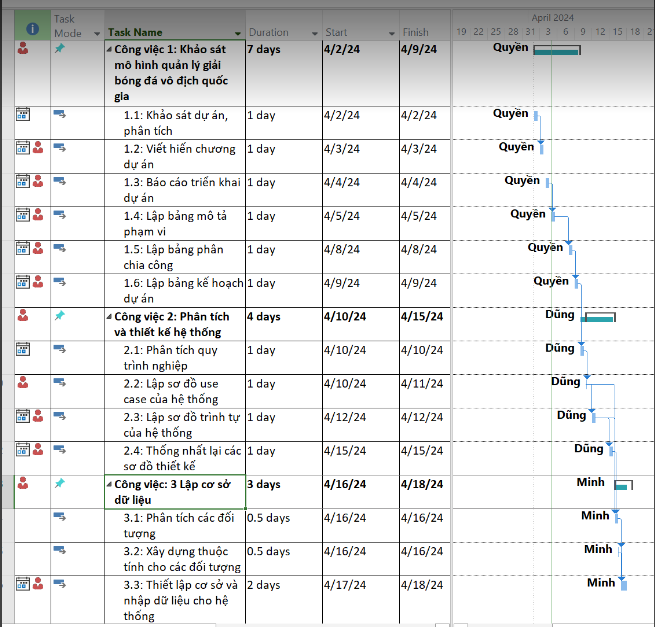 Task Mode Task Name Duration Start Finish
April 2024
19 22 25 28 31 3 6 9 12 15 18 21
Công việc 1: Khảo sát 7 days 4/2/24 4/9/24 Quyền
mô hình quản lý giải
bóng đá vô địch quốc
gia
1.1: Khảo sát dự án, 1 day 4/2/24 4/2/24 Quyền
phân tích
1.2: Viết hiến chương 1 day 4/3/24 4/3/24 Quyền
dự án
1.3: Báo cáo triển khai 1 day 4/4/24 4/4/24 Quyền
dự án
1.4: Lập bảng mô tả 1 day 4/5/24 4/5/24 Quyền
phạm vi
1.5: Lập bảng phân 1 day 4/8/24 4/8/24 Quyền
chia công
1.6: Lập bảng kế hoạch 1 day 4/9/24 4/9/24 Quyền
dự án
Công việc 2: Phân tích 4 days 4/10/24 4/15/24 Dũng
và thiết kế hệ thống
2.1: Phân tích quy 1 day 4/10/24 4/10/24 Dũng
trình nghiệp
2.2: Lập sơ đồ use 1 day 4/10/24 4/11/24 Dũng
case của hệ thống
2.3: Lập sơ đồ trình tự 1 day 4/12/24 4/12/24 Dũng
của hệ thống
2.4: Thống nhất lại các 1 day 4/15/24 4/15/24 Dũng
sơ đồ thiết kế
Công việc: 3 Lập cơ sở 3 days 4/16/24 4/18/24 Minh
dữ liệu
3.1: Phân tích các đối 0.5 days 4/16/24 4/16/24 Minh
tượng
3.2: Xây dựng thuộc 0.5 days 4/16/24 4/16/24 Minh
tính cho các đối tượng
3.3: Thiết lập cơ sở và 2 days 4/17/24 4/18/24 Minh
nhập dữ liệu cho hệ
thống